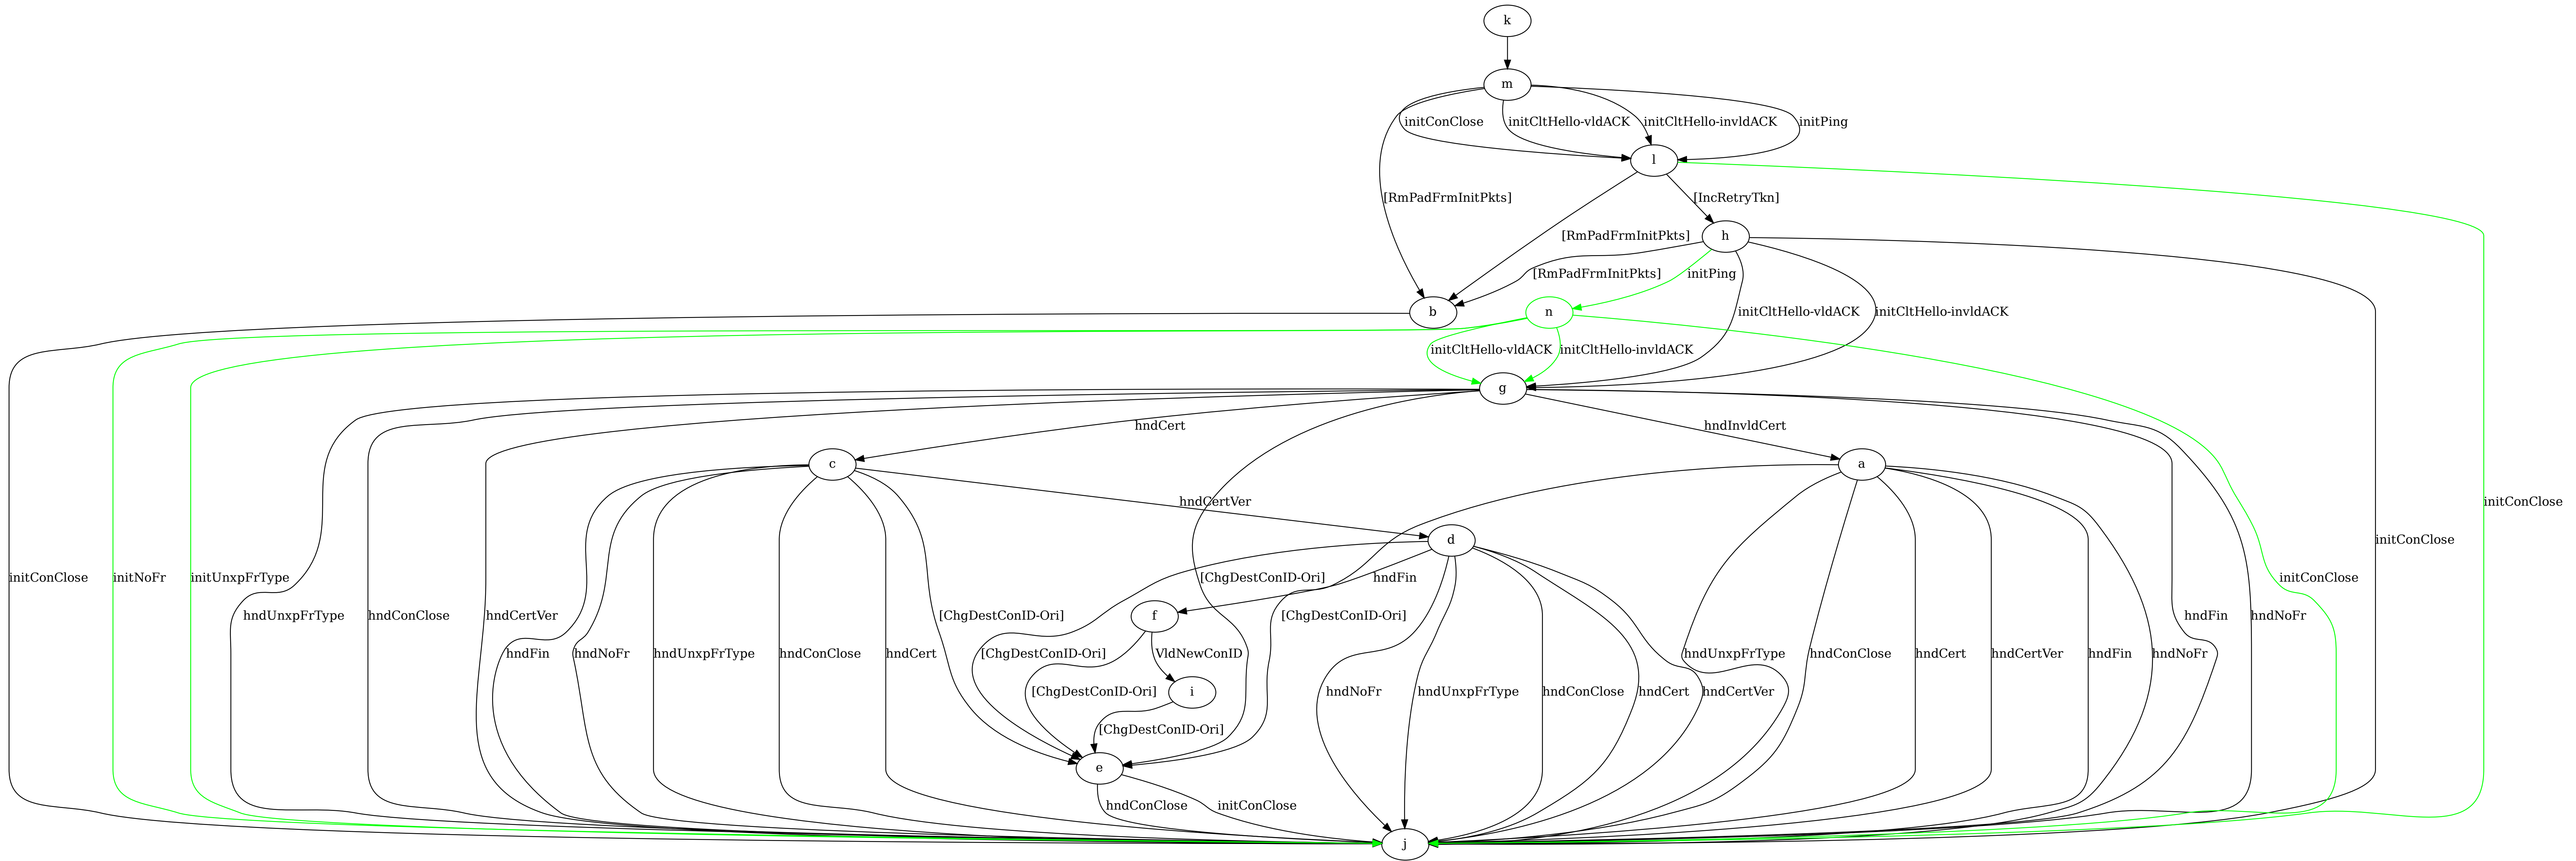 k
m
initConClose initCltHello-vldACK initCltHello-invldACK initPing
l
[RmPadFrmInitPkts] [IncRetryTkn]
[RmPadFrmInitPkts] h
[RmPadFrmInitPkts] initPing
b n initCltHello-vldACK initCltHello-invldACK
initCltHello-vldACK initCltHello-invldACK
g
hndCert hndInvldCert
c a
hndCertVer initConClose
d initConClose
initConClose initNoFr initUnxpFrType [ChgDestConID-Ori] hndFin initConClose
hndUnxpFrType hndConClose hndCertVer [ChgDestConID-Ori] f [ChgDestConID-Ori] hndFin hndNoFr
hndFin hndNoFr hndUnxpFrType hndConClose hndCert [ChgDestConID-Ori] VldNewConID hndUnxpFrType hndConClose hndCert hndCertVer hndFin hndNoFr
[ChgDestConID-Ori] i hndNoFr hndUnxpFrType hndConClose hndCert hndCertVer
[ChgDestConID-Ori]
e
hndConClose initConClose
j